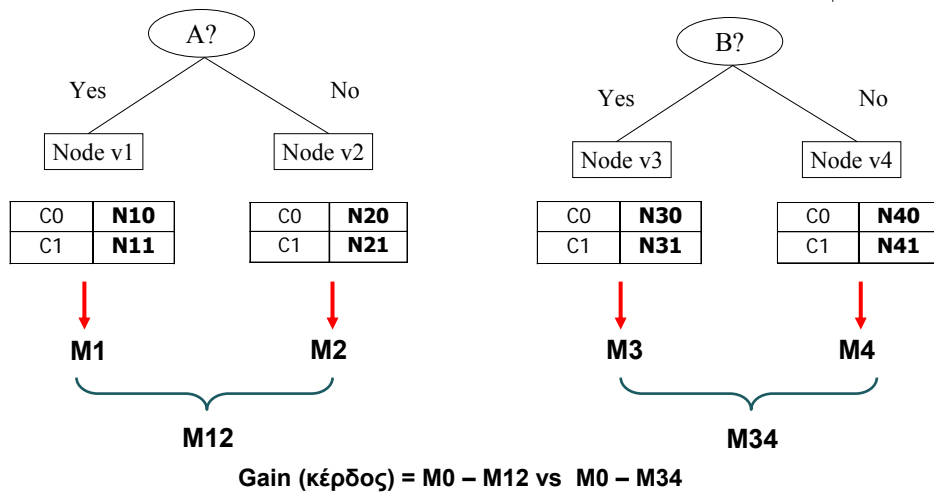 A?
B?
Yes
No
Yes
No
Node v1
Node v2
Node v3
Node v4
C0 N10
C1 N11
C0 N20
C1 N21
C0 N30
C1 N31
C0 N40
C1 N41
M1
M2
M3
M4
M12
M34
Gain (κέρδος) = M0 – M12 vs M0 – M34